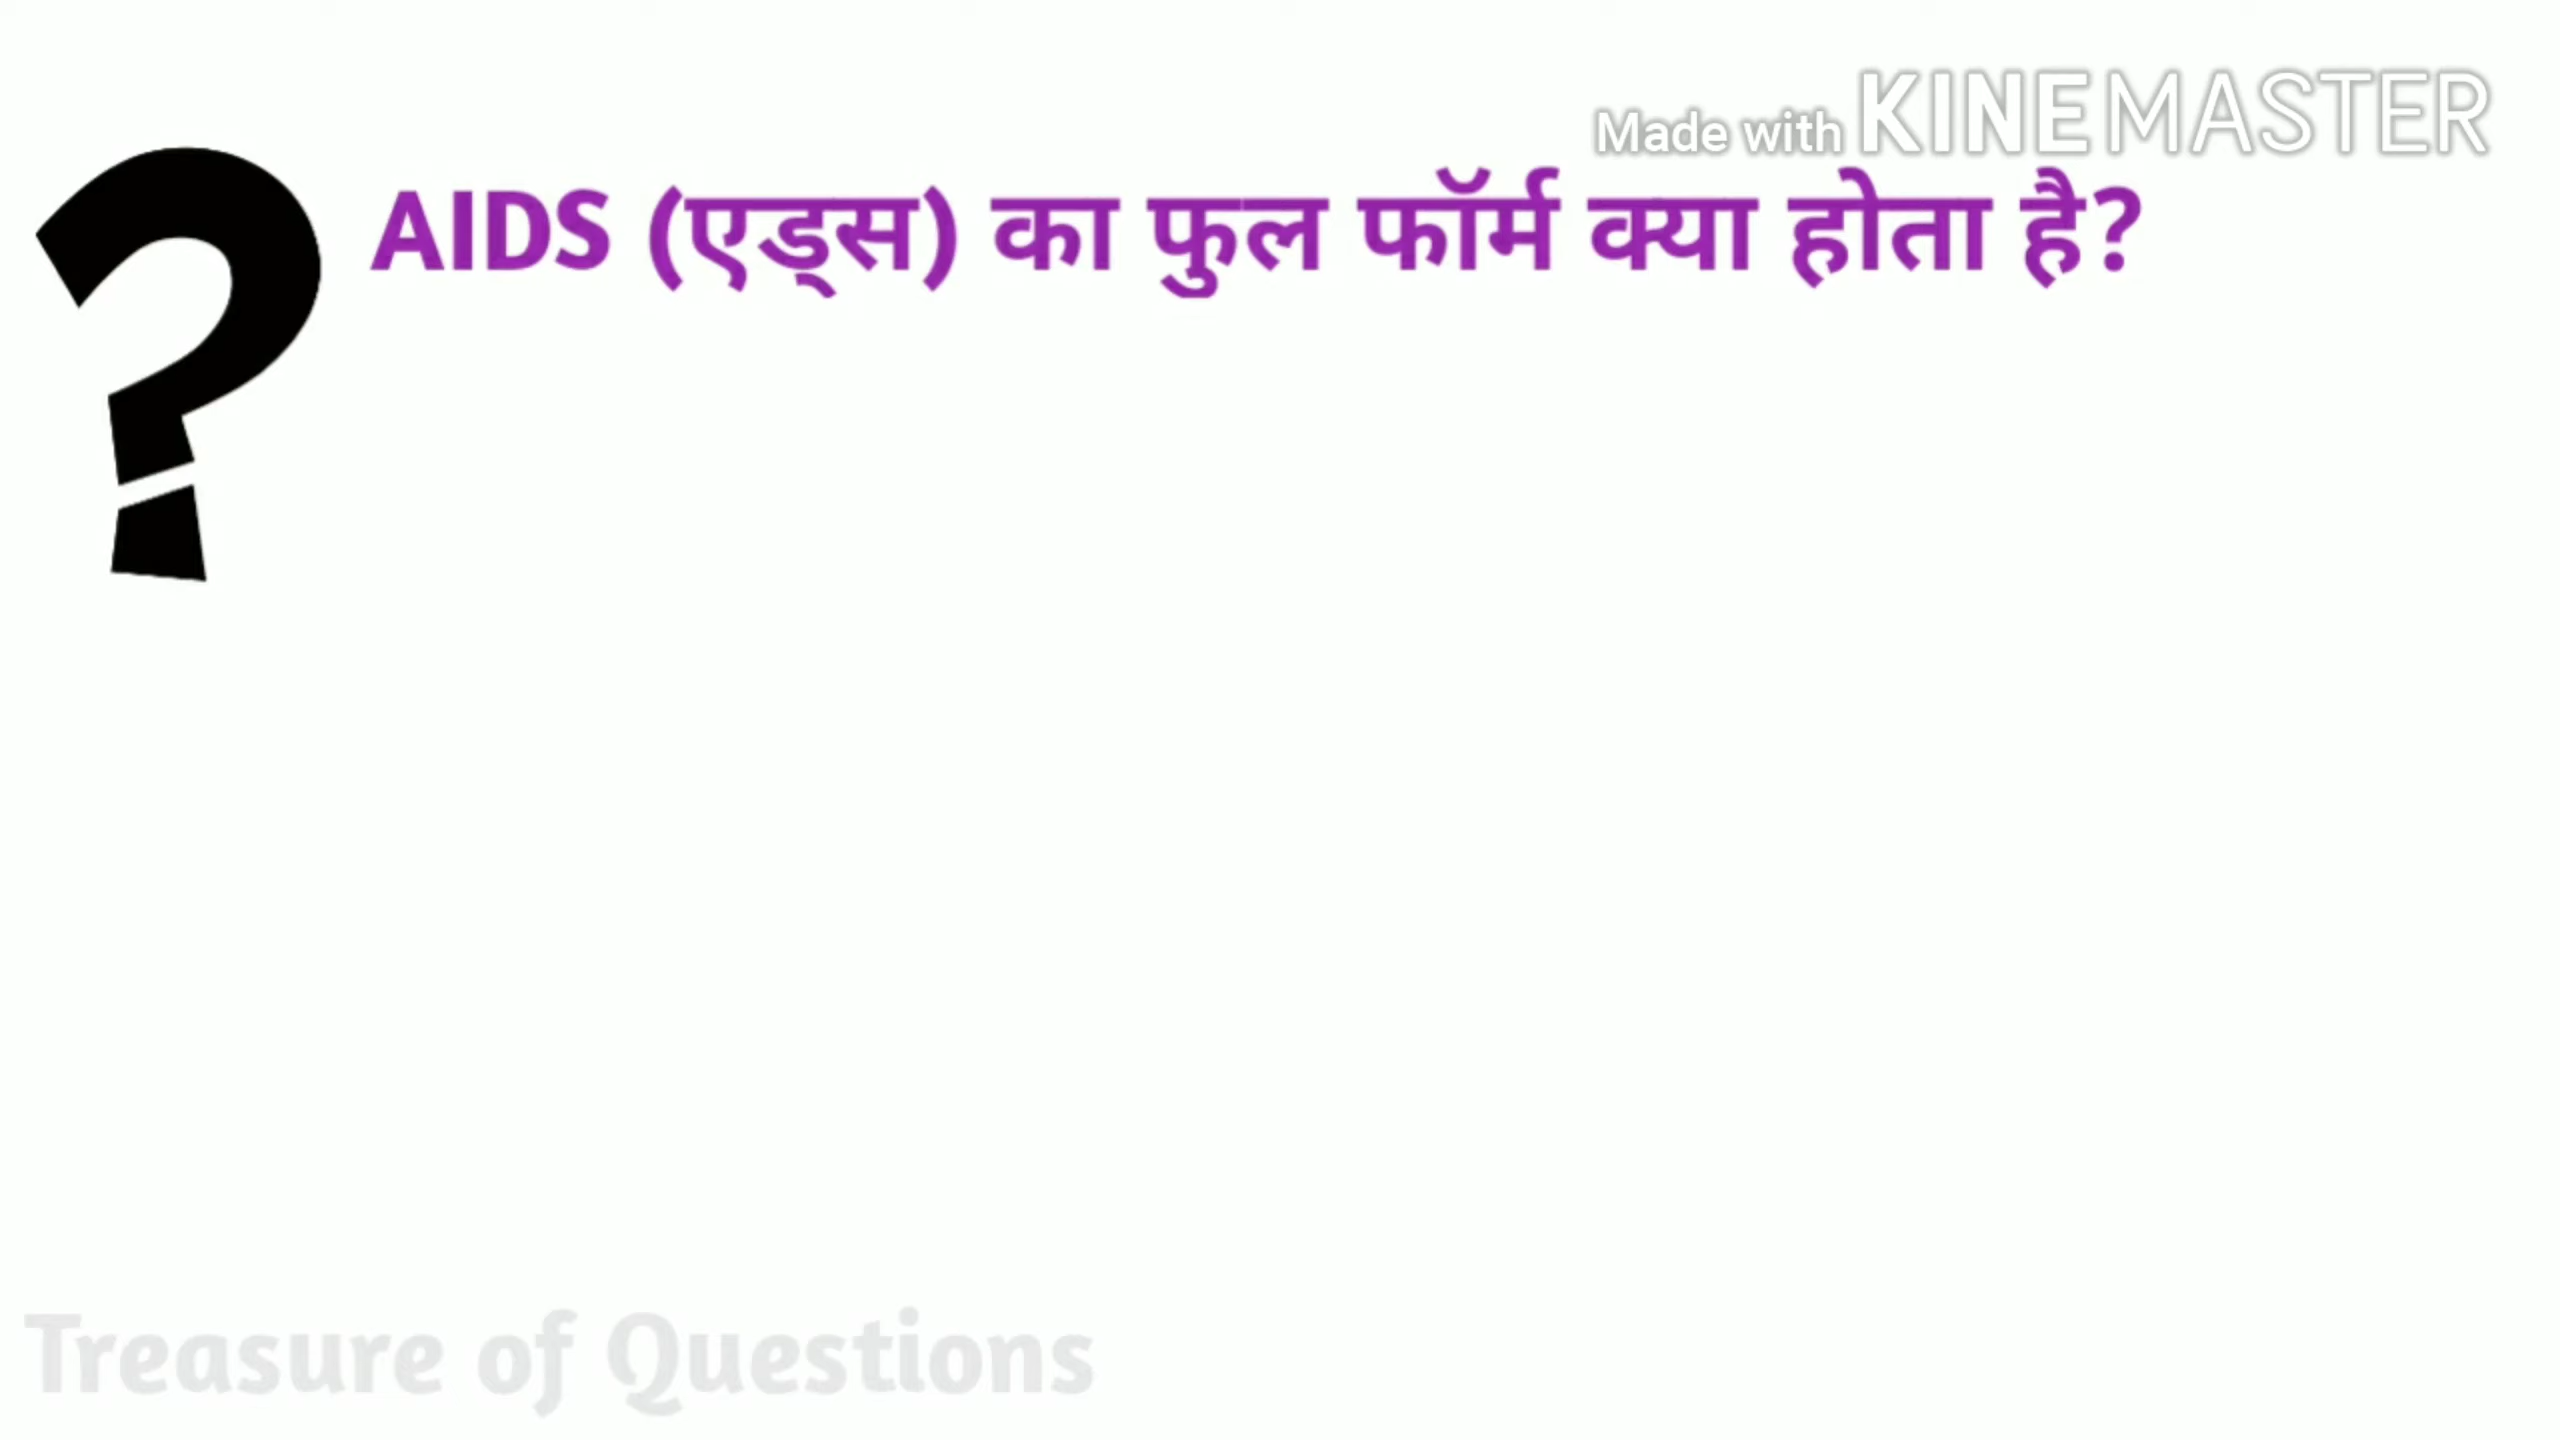 Made with KINEMASTER
AIDS (एड्स) का फुल फॉर्म क्या होता है?
?
Treasure of Questions